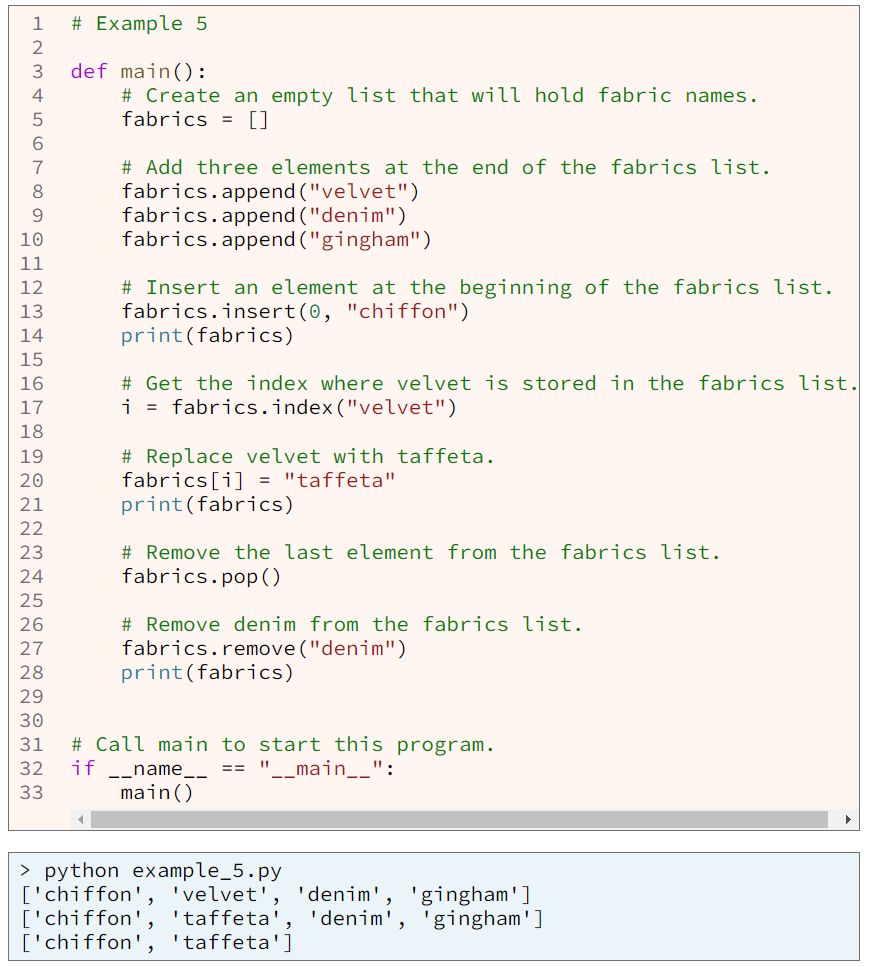 1 # Example 5
2
3 def main():
4     # Create an empty list that will hold fabric names.
5     fabrics = []
6
7     # Add three elements at the end of the fabrics list.
8     fabrics.append("velvet")
9     fabrics.append("denim")
10     fabrics.append("gingham")
11
12     # Insert an element at the beginning of the fabrics list.
13     fabrics.insert(0, "chiffon")
14     print(fabrics)
15
16     # Get the index where velvet is stored in the fabrics list.
17     i = fabrics.index("velvet")
18
19     # Replace velvet with taffeta.
20     fabrics[i] = "taffeta"
21     print(fabrics)
22
23     # Remove the last element from the fabrics list.
24     fabrics.pop()
25
26     # Remove denim from the fabrics list.
27     fabrics.remove("denim")
28     print(fabrics)
29
30
31 # Call main to start this program.
32 if __name__ == "__main__":
33     main()
> python example_5.py
['chiffon', 'velvet', 'denim', 'gingham']
['chiffon', 'taffeta', 'denim', 'gingham']
['chiffon', 'taffeta']